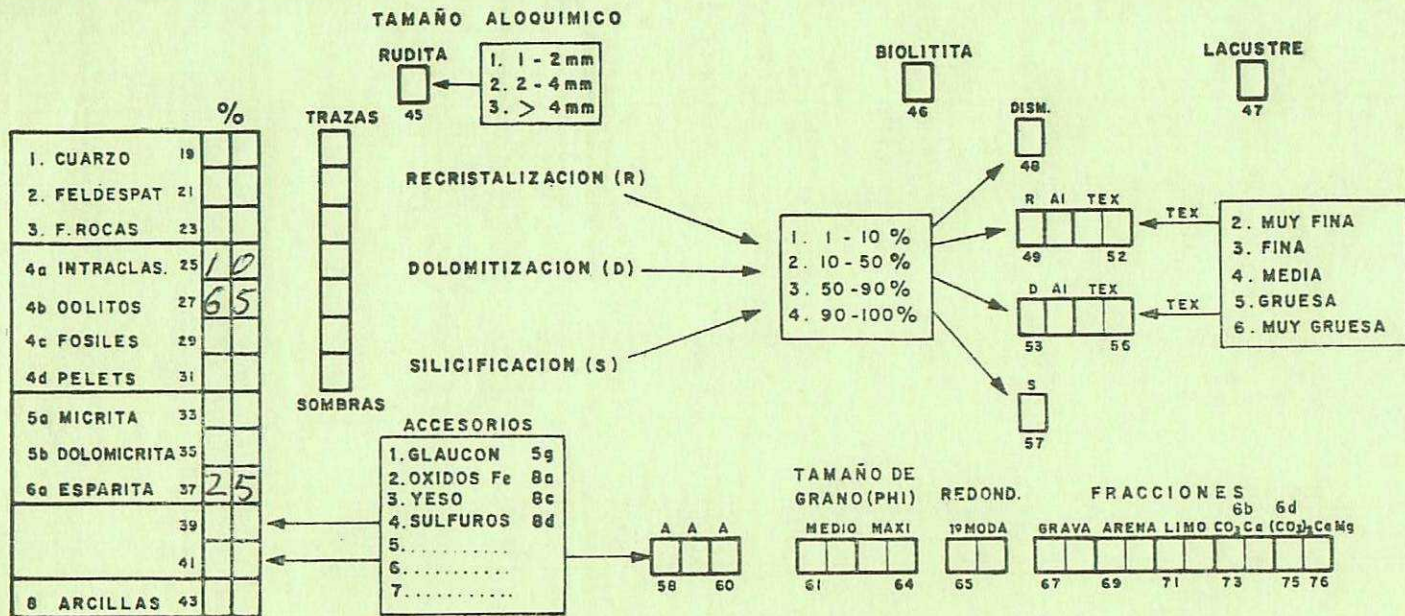 TAMAÑO ALOQUIMICO
RUDITA
45
1. 1 - 2 mm
2. 2 - 4 mm
3. > 4 mm
BIOLITITA
46
LACUSTRE
47
%
TRAZAS
1. CUARZO 19
2. FELDESPAT 21
3. F. ROCAS 23
4a INTRACLAS. 25 10
4b OOLITOS 27 65
4c FOSILES 29
4d PELETS 31
5a MICRITA 33
5b DOLOMICRITA 35
6a ESPARITA 37 25
39
41
8 ARCILLAS 43
SOMBRAS
RECRISTALIZACION (R)
DOLOMITIZACION (D)
SILICIFICACION (S)
1. 1 - 10 %
2. 10 - 50 %
3. 50 - 90 %
4. 90 - 100 %
DISM.
48
R AI TEX
49 52
TEX
D AI TEX
53 56
TEX
S
57
2. MUY FINA
3. FINA
4. MEDIA
5. GRUESA
6. MUY GRUESA
ACCESORIOS
1. GLAUCON 5g
2. OXIDOS Fe 8a
3. YESO 8c
4. SULFUROS 8d
5. ..........
6. ..........
7. ..........
A A A
58 60
TAMAÑO DE
GRANO (PHI)
MEDIO MAXI
61 64
REDOND.
1ª MODA
65
FRACCIONES
6b 6d
GRAVA ARENA LIMO CO3Ca (CO3)2CaMg
67 69 71 73 75 76